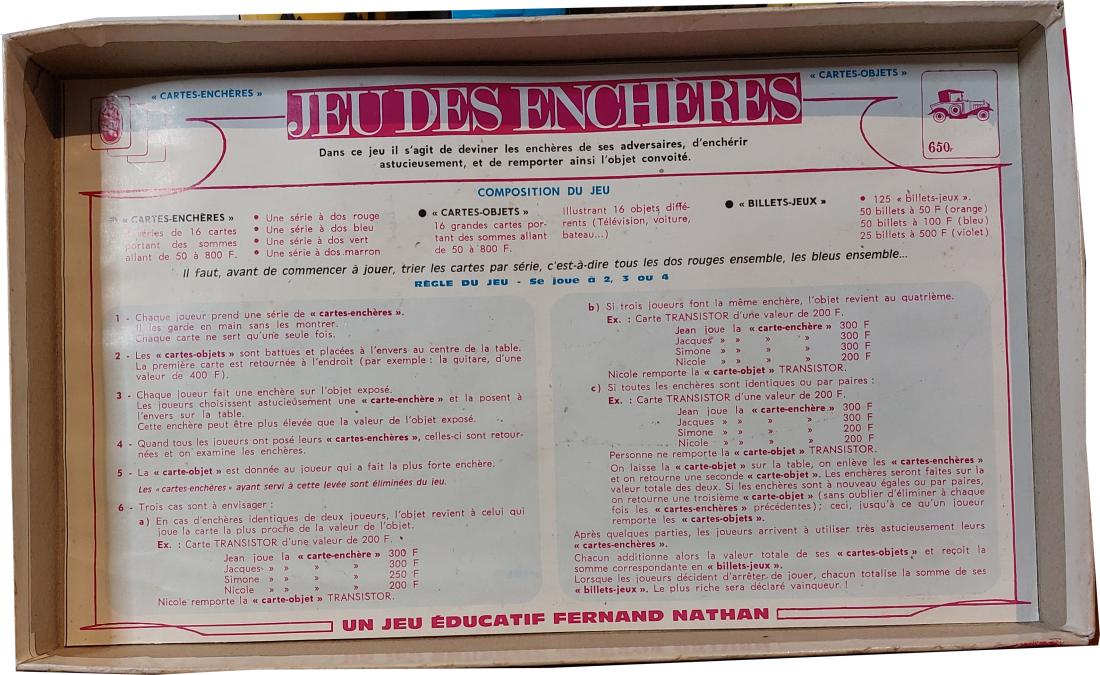 « CARTES-ENCHÈRES »
JEU DES ENCHÈRES
« CARTES-OBJETS »
650F
Dans ce jeu il s'agit de deviner les enchères de ses adversaires, d'enchérir
astucieusement, et de remporter ainsi l'objet convoité.
COMPOSITION DU JEU
« CARTES-ENCHÈRES »
séries de 16 cartes
portant des sommes
allant de 50 à 800 F.
● Une série à dos rouge
● Une série à dos bleu
● Une série à dos vert
● Une série à dos marron
● « CARTES-OBJETS »
16 grandes cartes por-
tant des sommes allant
de 50 à 800 F.
Illustrant 16 objets diffé-
rents (Télévision, voiture,
bateau...)
● « BILLETS-JEUX »
● 125 « billets-jeux ».
50 billets à 50 F (orange)
50 billets à 100 F (bleu)
25 billets à 500 F (violet)
Il faut, avant de commencer à jouer, trier les cartes par série, c'est-à-dire tous les dos rouges ensemble, les bleus ensemble...
RÈGLE DU JEU - Se joue à 2, 3 ou 4
1 - Chaque joueur prend une série de « cartes-enchères ».
Il les garde en main sans les montrer.
Chaque carte ne sert qu'une seule fois.
2 - Les « cartes-objets » sont battues et placées à l'envers au centre de la table.
La première carte est retournée à l'endroit (par exemple : la guitare, d'une
valeur de 400 F).
3 - Chaque joueur fait une enchère sur l'objet exposé.
Les joueurs choisissent astucieusement une « carte-enchère » et la posent à
l'envers sur la table.
Cette enchère peut être plus élevée que la valeur de l'objet exposé.
4 - Quand tous les joueurs ont posé leurs « cartes-enchères », celles-ci sont retour-
nées et on examine les enchères.
5 - La « carte-objet » est donnée au joueur qui a fait la plus forte enchère.
Les « cartes-enchères » ayant servi à cette levée sont éliminées du jeu.
6 - Trois cas sont à envisager :
a) En cas d'enchères identiques de deux joueurs, l'objet revient à celui qui
joue la carte la plus proche de la valeur de l'objet.
Ex. : Carte TRANSISTOR d'une valeur de 200 F.
Jean joue la « carte-enchère » 300 F
Jacques » » » » 300 F
Simone » » » » 250 F
Nicole » » » » 200 F
Nicole remporte la « carte-objet » TRANSISTOR.
b) Si trois joueurs font la même enchère, l'objet revient au quatrième.
Ex. : Carte TRANSISTOR d'une valeur de 200 F.
Jean joue la « carte-enchère » 300 F
Jacques » » » » 300 F
Simone » » » » 300 F
Nicole » » » » 200 F
Nicole remporte la « carte-objet » TRANSISTOR.
c) Si toutes les enchères sont identiques ou par paires :
Ex. : Carte TRANSISTOR d'une valeur de 200 F.
Jean joue la « carte-enchère » 300 F
Jacques » » » » 300 F
Simone » » » » 200 F
Nicole » » » » 200 F
Personne ne remporte la « carte-objet » TRANSISTOR.
On laisse la « carte-objet » sur la table, on enlève les « cartes-enchères »
et on retourne une seconde « carte-objet ». Les enchères seront faites sur la
valeur totale des deux. Si les enchères sont à nouveau égales ou par paires,
on retourne une troisième « carte-objet » (sans oublier d'éliminer à chaque
fois les « cartes-enchères » précédentes) ; ceci, jusqu'à ce qu'un joueur
remporte les « cartes-objets ».
Après quelques parties, les joueurs arrivent à utiliser très astucieusement leurs
« cartes-enchères ».
Chacun additionne alors la valeur totale de ses « cartes-objets » et reçoit la
somme correspondante en « billets-jeux ».
Lorsque les joueurs décident d'arrêter de jouer, chacun totalise la somme de ses
« billets-jeux ». Le plus riche sera déclaré vainqueur !
UN JEU ÉDUCATIF FERNAND NATHAN